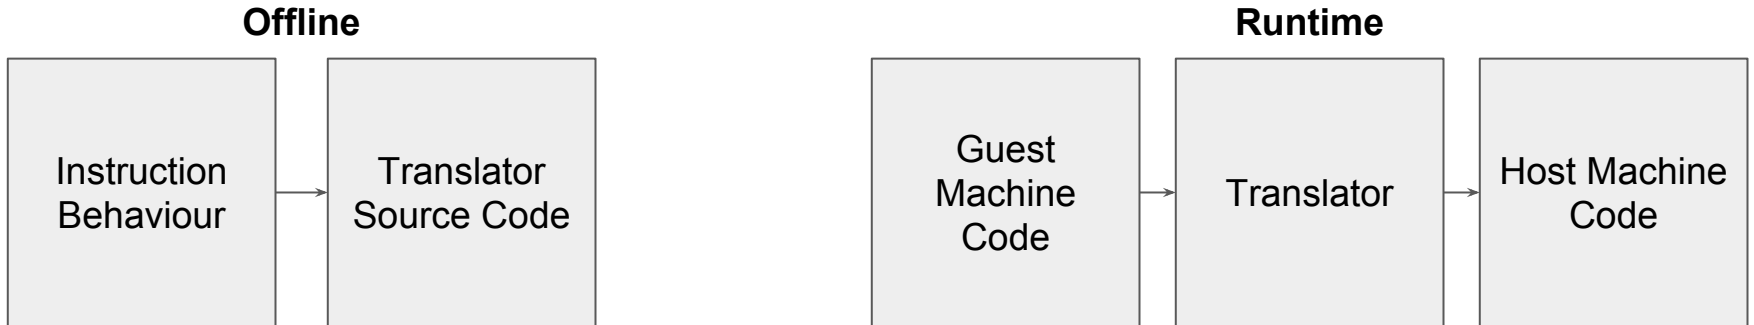 Offline
Runtime
Instruction
Behaviour
Translator
Source Code
Guest
Machine
Code
Translator
Host Machine
Code